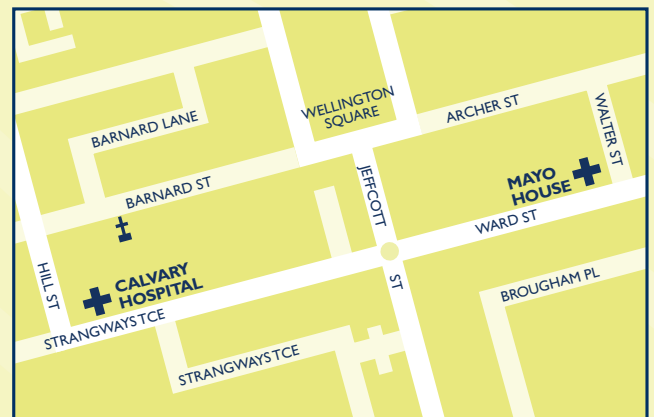 WELLINGTON
SQUARE
ARCHER ST
WALTER ST
BARNARD LANE
BARNARD ST
JEFFCOTT
ST
MAYO
HOUSE
WARD ST
HILL ST
CALVARY
HOSPITAL
STRANGWAYS TCE
BROUGHAM PL
STRANGWAYS TCE